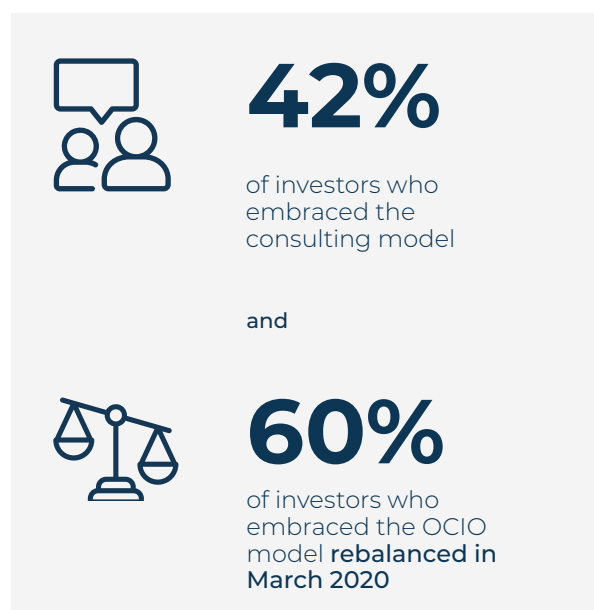 42%
of investors who
embraced the
consulting model
and
60%
of investors who
embraced the OCIO
model rebalanced in
March 2020